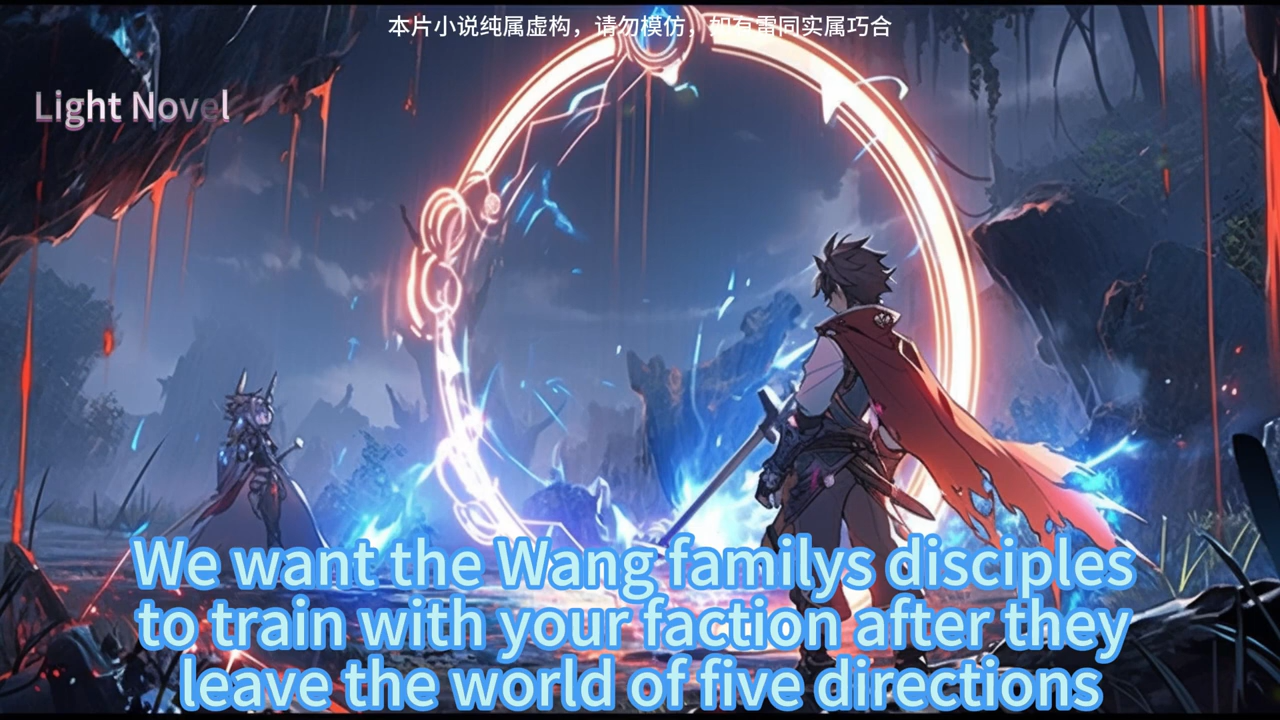 本片小说纯属虚构，请勿模仿，如有雷同实属巧合
Light Novel
We want the Wang familys disciples
to train with your faction after they
leave the world of five directions